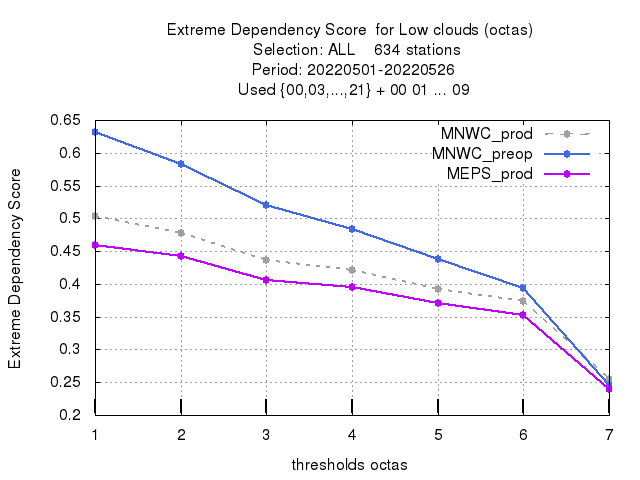 Extreme Dependency Score  for Low clouds (octas)
Selection: ALL    634 stations
Period: 20220501-20220526
Used {00,03,...,21} + 00 01 ... 09
MNWC_prod
MNWC_preop
MEPS_prod
Extreme Dependency Score
0.65
0.6
0.55
0.5
0.45
0.4
0.35
0.3
0.25
0.2
1 2 3 4 5 6 7
thresholds octas